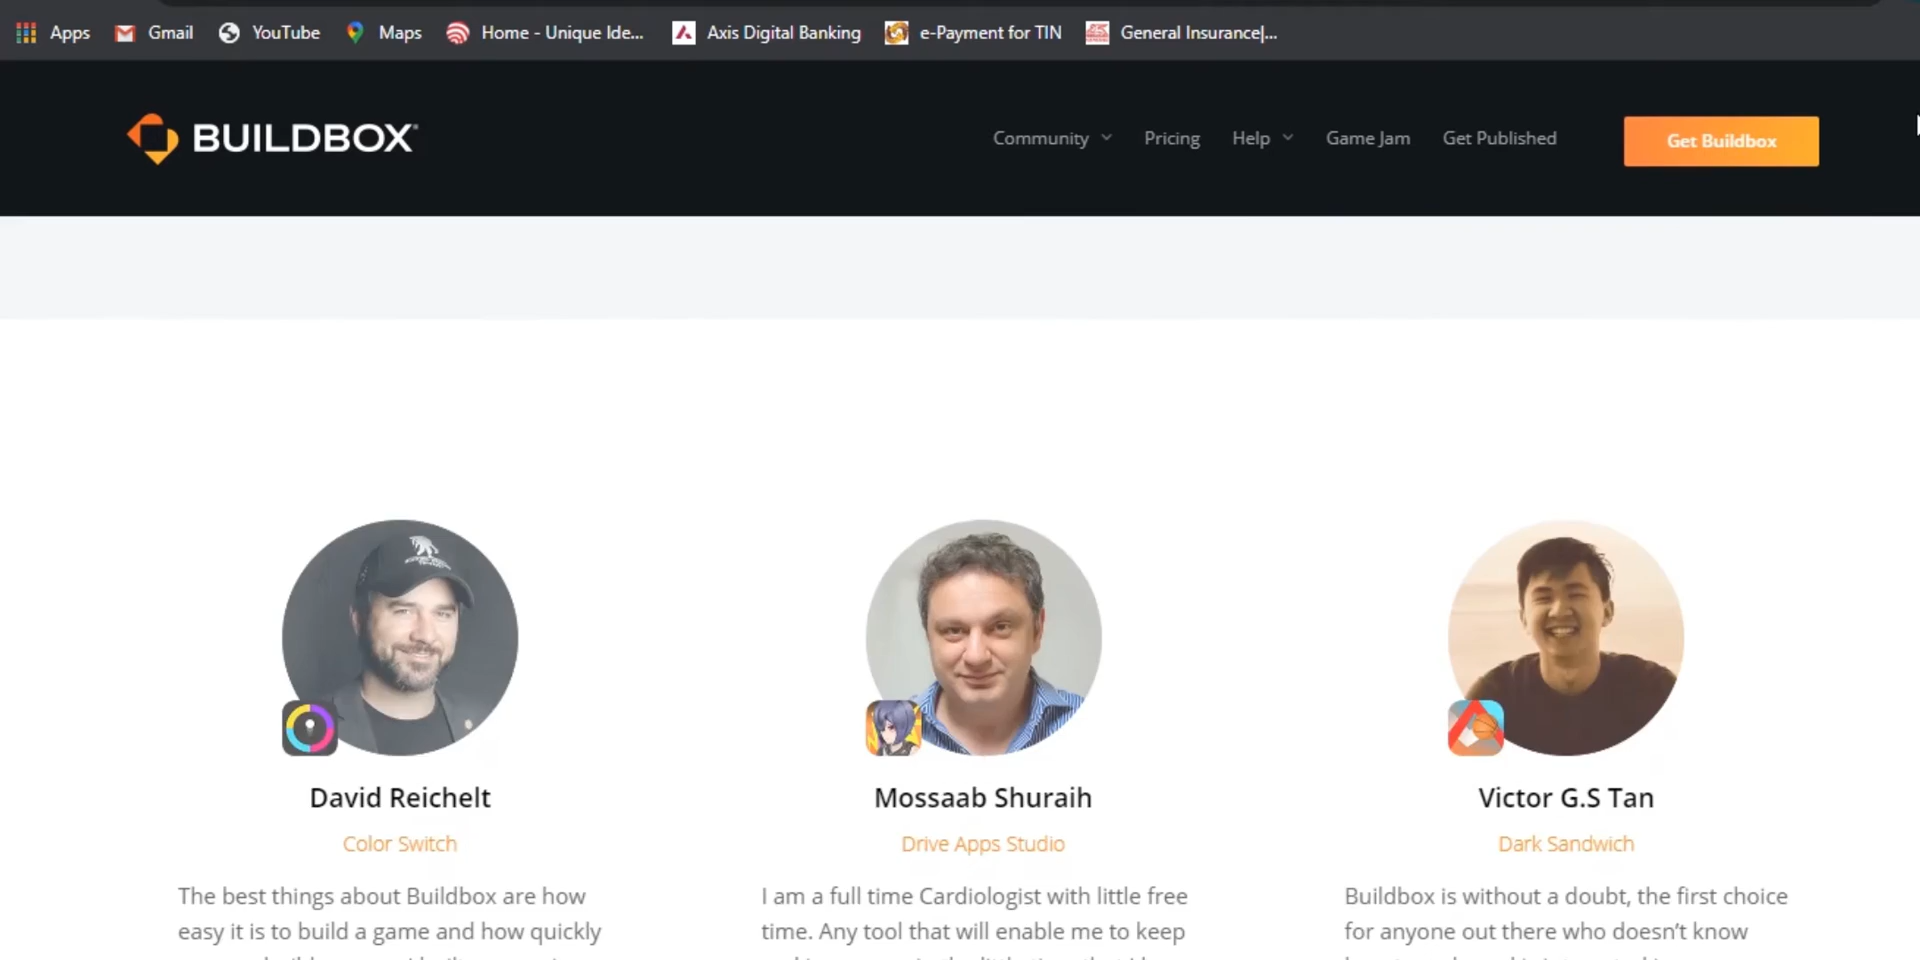 Apps Gmail YouTube Maps Home - Unique Ide... Axis Digital Banking e-Payment for TIN General Insurance|...
BUILDBOX Community Pricing Help Game Jam Get Published Get Buildbox
David Reichelt
Color Switch
The best things about Buildbox are how
easy it is to build a game and how quickly
Mossaab Shuraih
Drive Apps Studio
I am a full time Cardiologist with little free
time. Any tool that will enable me to keep
Victor G.S Tan
Dark Sandwich
Buildbox is without a doubt, the first choice
for anyone out there who doesn’t know